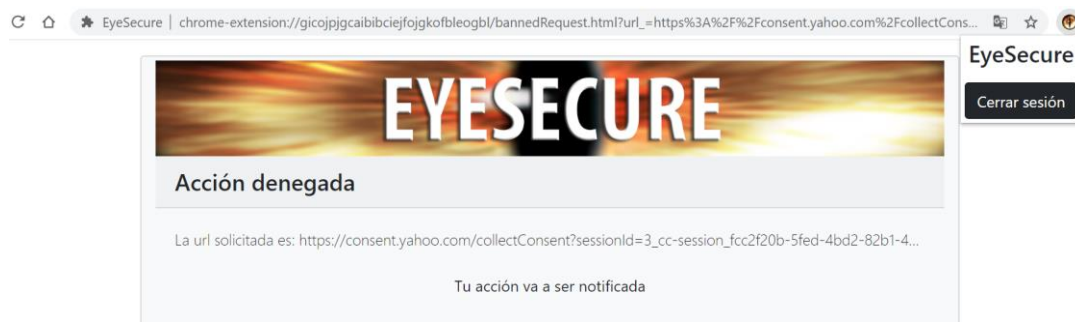 EyeSecure | chrome-extension://gicojpjgcaibibciejfojgkofbleogbl/bannedRequest.html?url_=https%3A%2F%2Fconsent.yahoo.com%2FcollectCons...
EyeSecure
Cerrar sesión
EYESECURE
Acción denegada
La url solicitada es: https://consent.yahoo.com/collectConsent?sessionId=3_cc-session_fcc2f20b-5fed-4bd2-82b1-4...
Tu acción va a ser notificada